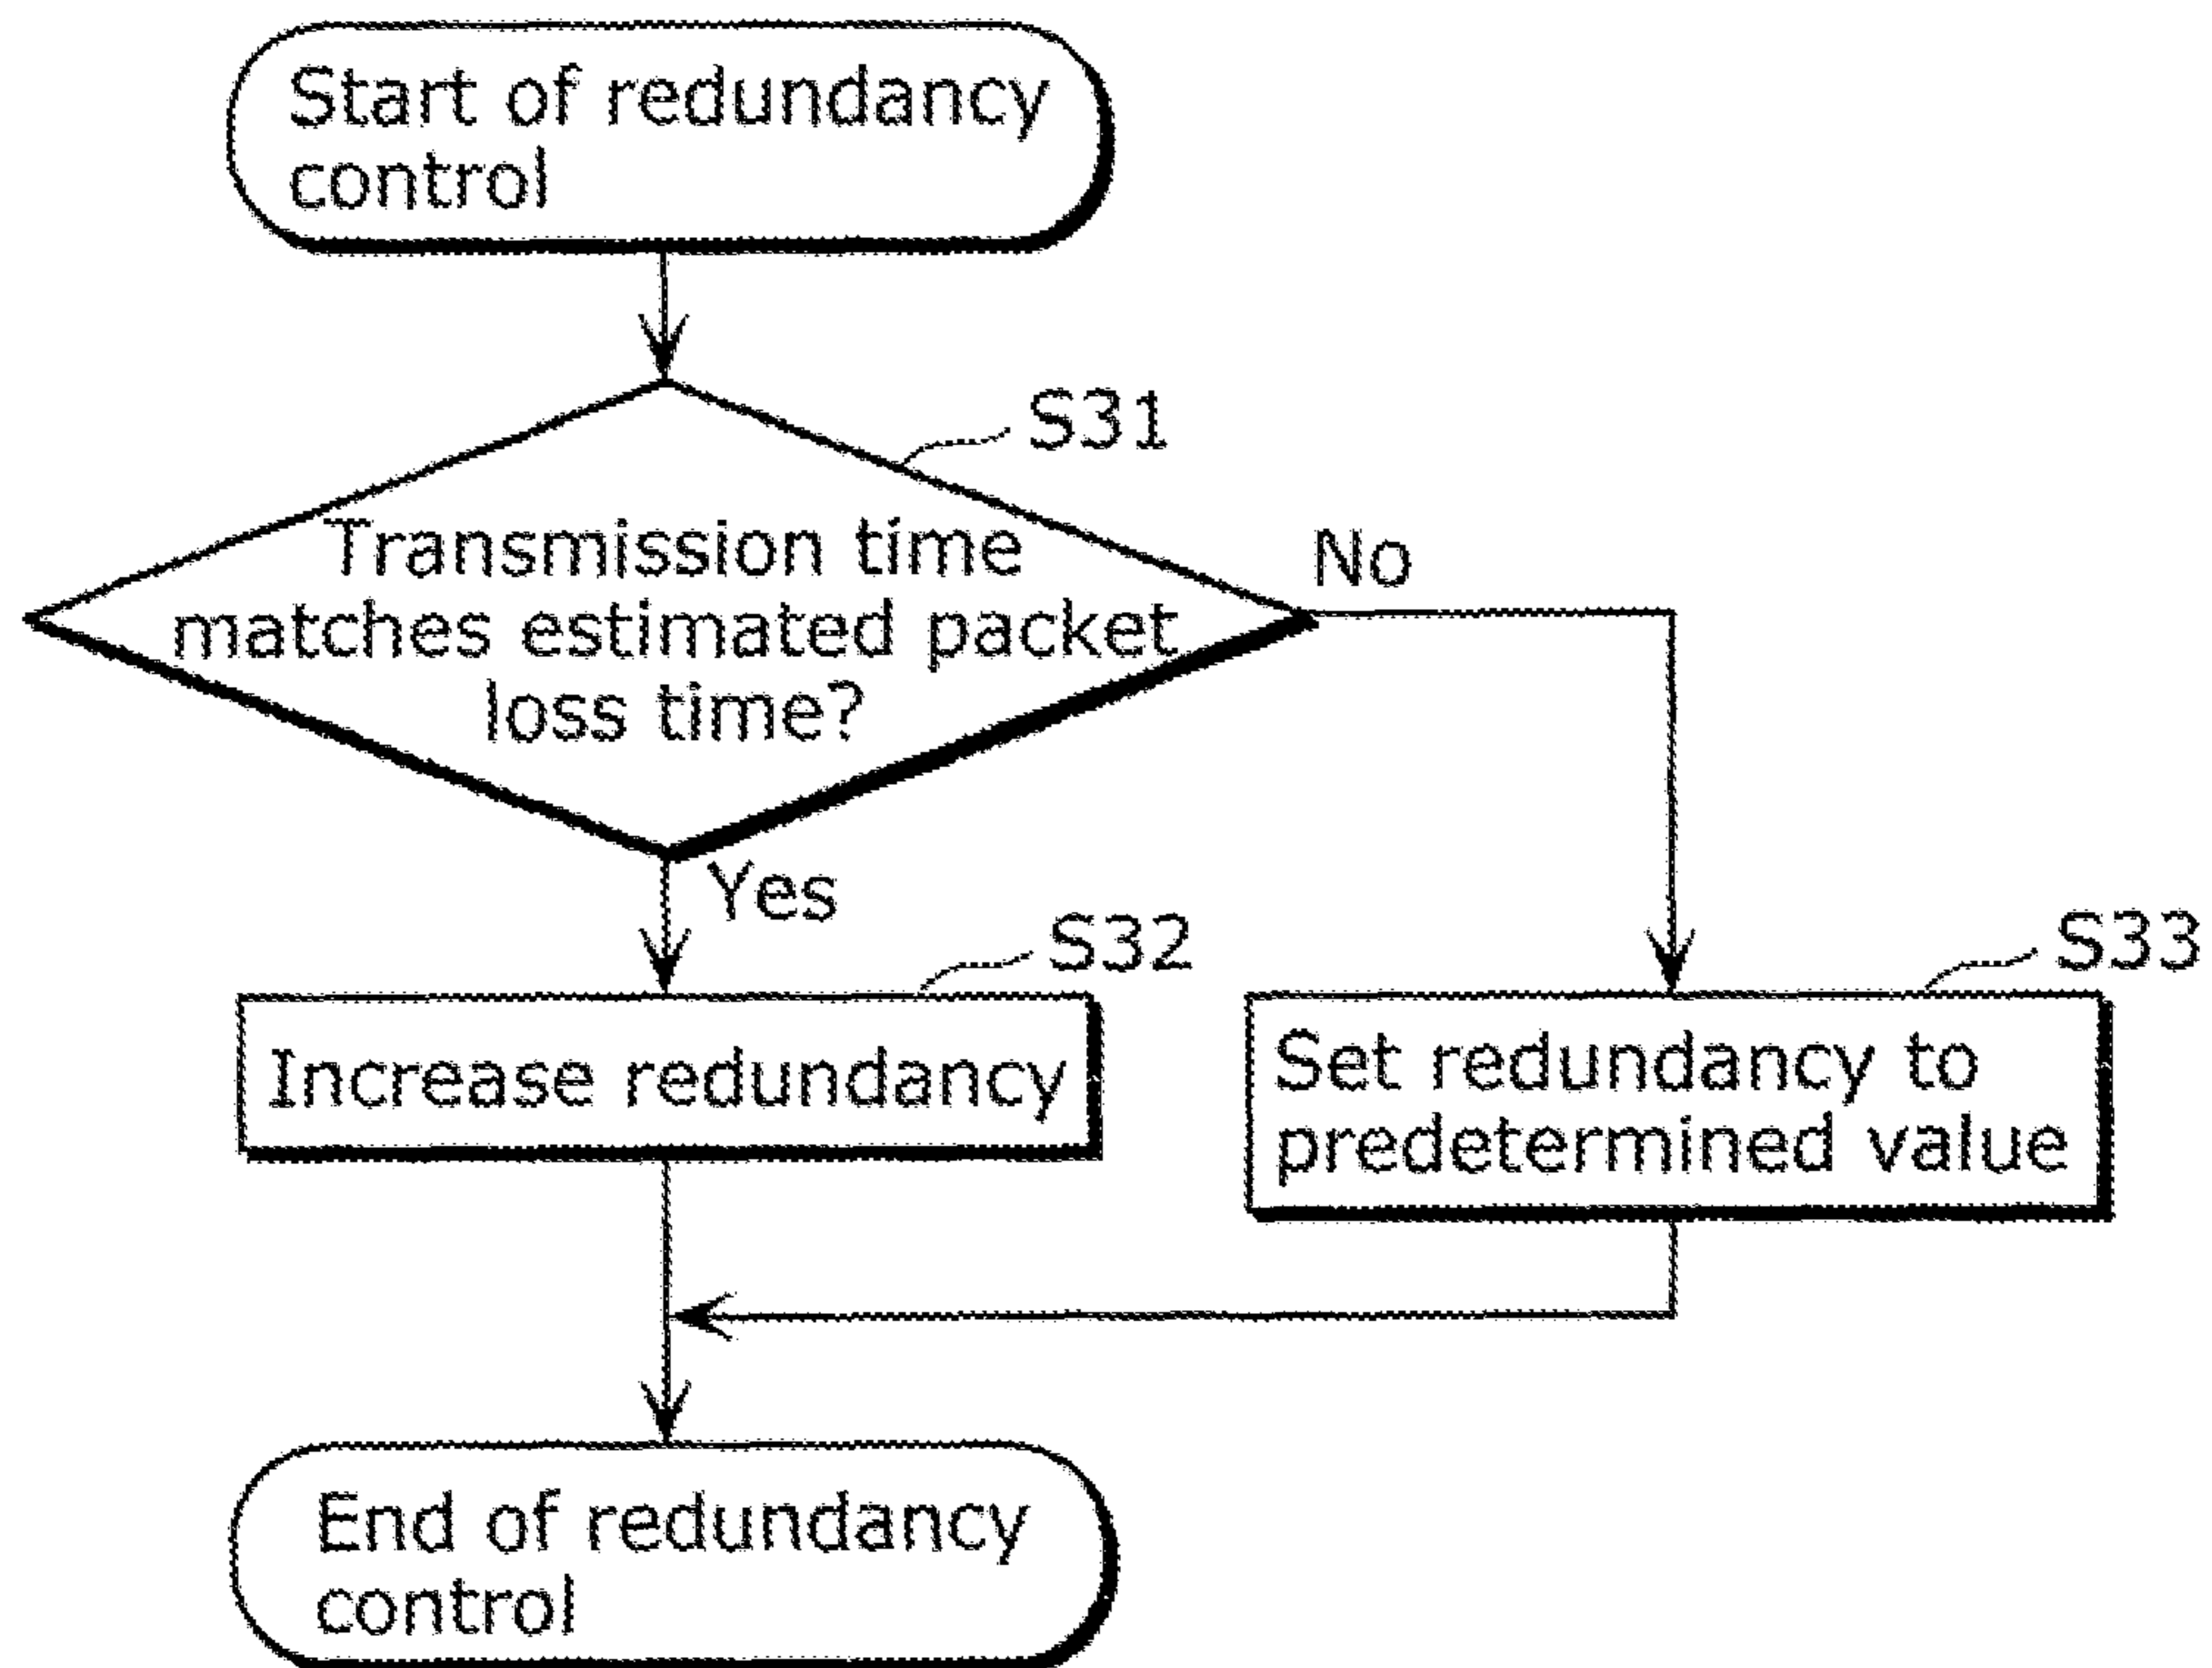 Start of redundancy
control
S31
Transmission time
matches estimated packet
loss time?
No
Yes
S32
Increase redundancy
S33
Set redundancy to
predetermined value
End of redundancy
control